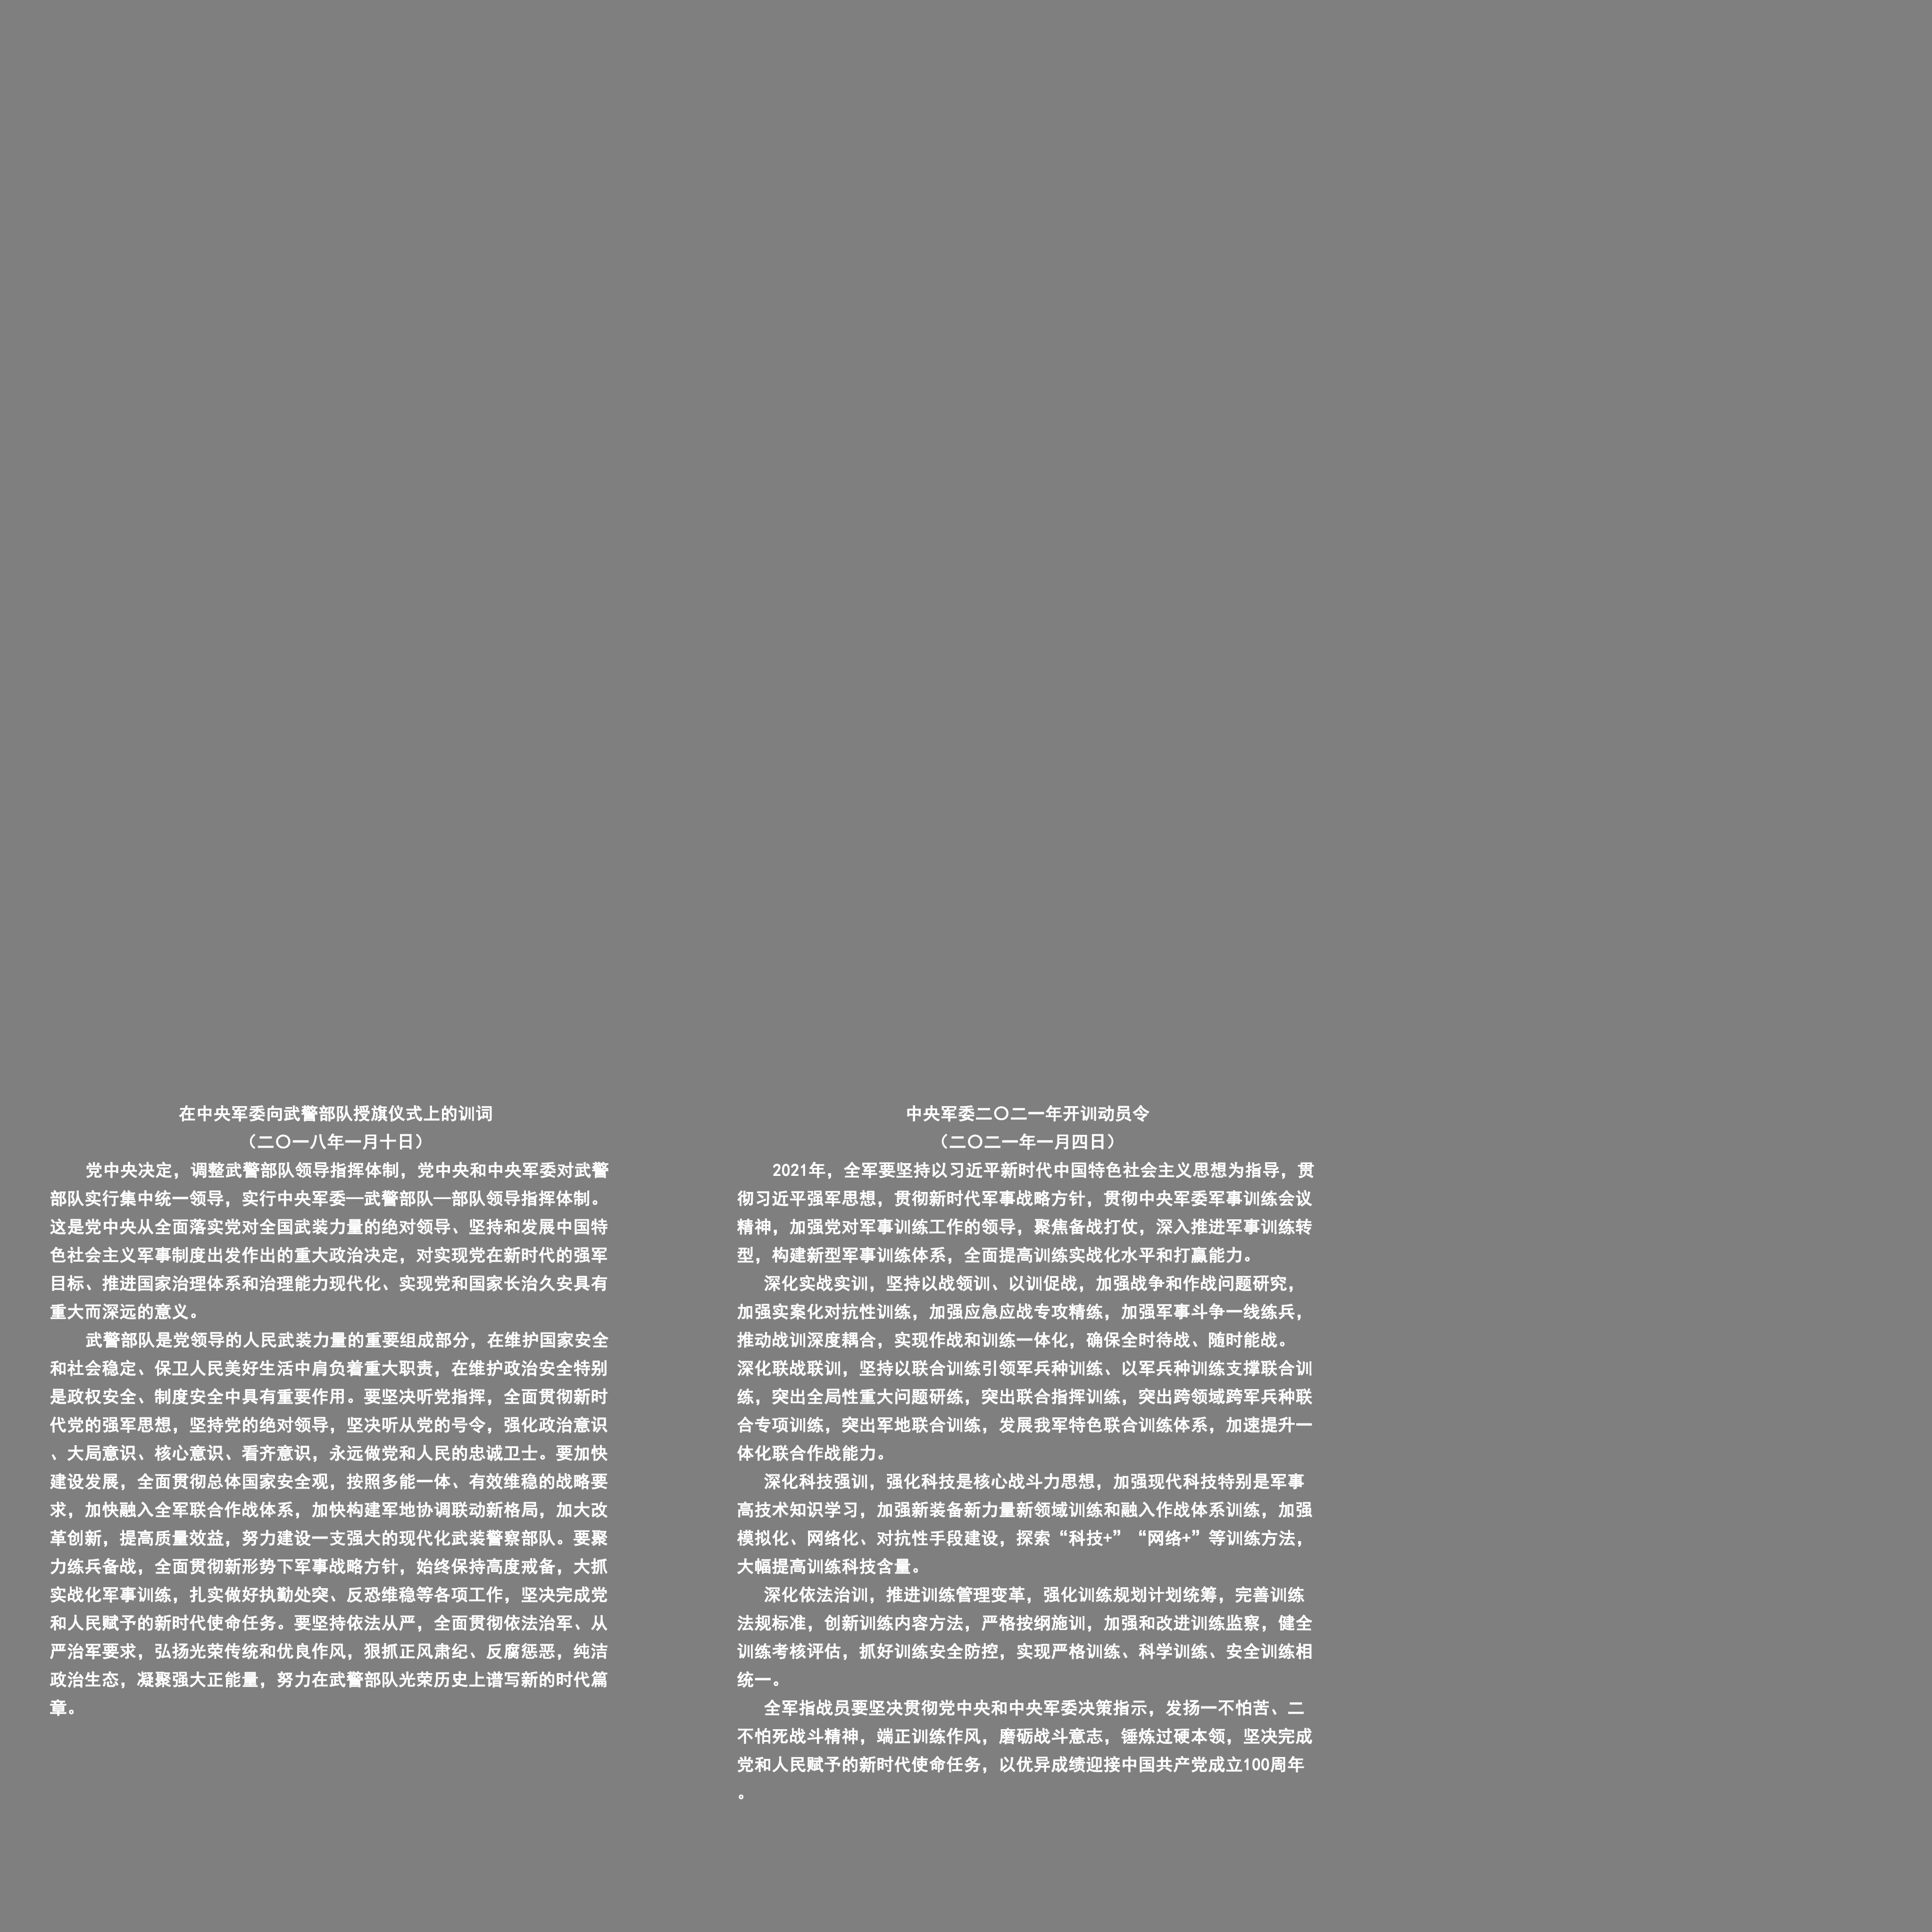 在中央军委向武警部队授旗仪式上的训词
（二〇一八年一月十日）
党中央决定，调整武警部队领导指挥体制，党中央和中央军委对武警
部队实行集中统一领导，实行中央军委—武警部队—部队领导指挥体制。
这是党中央从全面落实党对全国武装力量的绝对领导、坚持和发展中国特
色社会主义军事制度出发作出的重大政治决定，对实现党在新时代的强军
目标、推进国家治理体系和治理能力现代化、实现党和国家长治久安具有
重大而深远的意义。
武警部队是党领导的人民武装力量的重要组成部分，在维护国家安全
和社会稳定、保卫人民美好生活中肩负着重大职责，在维护政治安全特别
是政权安全、制度安全中具有重要作用。要坚决听党指挥，全面贯彻新时
代党的强军思想，坚持党的绝对领导，坚决听从党的号令，强化政治意识
、大局意识、核心意识、看齐意识，永远做党和人民的忠诚卫士。要加快
建设发展，全面贯彻总体国家安全观，按照多能一体、有效维稳的战略要
求，加快融入全军联合作战体系，加快构建军地协调联动新格局，加大改
革创新，提高质量效益，努力建设一支强大的现代化武装警察部队。要聚
力练兵备战，全面贯彻新形势下军事战略方针，始终保持高度戒备，大抓
实战化军事训练，扎实做好执勤处突、反恐维稳等各项工作，坚决完成党
和人民赋予的新时代使命任务。要坚持依法从严，全面贯彻依法治军、从
严治军要求，弘扬光荣传统和优良作风，狠抓正风肃纪、反腐惩恶，纯洁
政治生态，凝聚强大正能量，努力在武警部队光荣历史上谱写新的时代篇
章。
中央军委二〇二一年开训动员令
（二〇二一年一月四日）
2021年，全军要坚持以习近平新时代中国特色社会主义思想为指导，贯
彻习近平强军思想，贯彻新时代军事战略方针，贯彻中央军委军事训练会议
精神，加强党对军事训练工作的领导，聚焦备战打仗，深入推进军事训练转
型，构建新型军事训练体系，全面提高训练实战化水平和打赢能力。
深化实战实训，坚持以战领训、以训促战，加强战争和作战问题研究，
加强实案化对抗性训练，加强应急应战专攻精练，加强军事斗争一线练兵，
推动战训深度耦合，实现作战和训练一体化，确保全时待战、随时能战。
深化联战联训，坚持以联合训练引领军兵种训练、以军兵种训练支撑联合训
练，突出全局性重大问题研练，突出联合指挥训练，突出跨领域跨军兵种联
合专项训练，突出军地联合训练，发展我军特色联合训练体系，加速提升一
体化联合作战能力。
深化科技强训，强化科技是核心战斗力思想，加强现代科技特别是军事
高技术知识学习，加强新装备新力量新领域训练和融入作战体系训练，加强
模拟化、网络化、对抗性手段建设，探索“科技+”“网络+”等训练方法，
大幅提高训练科技含量。
深化依法治训，推进训练管理变革，强化训练规划计划统筹，完善训练
法规标准，创新训练内容方法，严格按纲施训，加强和改进训练监察，健全
训练考核评估，抓好训练安全防控，实现严格训练、科学训练、安全训练相
统一。
全军指战员要坚决贯彻党中央和中央军委决策指示，发扬一不怕苦、二
不怕死战斗精神，端正训练作风，磨砺战斗意志，锤炼过硬本领，坚决完成
党和人民赋予的新时代使命任务，以优异成绩迎接中国共产党成立100周年
。